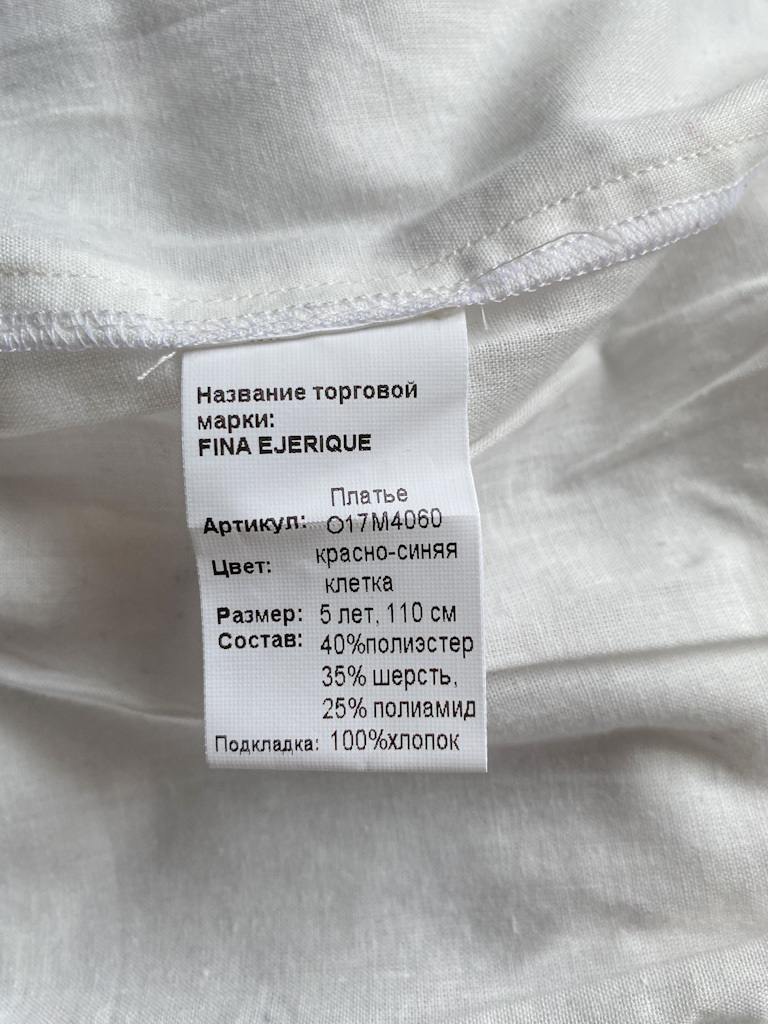 Название торговой
марки:
FINA EJERIQUE
Платье
Артикул: O17M4060
Цвет: красно-синяя
клетка
Размер: 5 лет, 110 см
Состав: 40%полиэстер
35% шерсть,
25% полиамид
Подкладка: 100%хлопок